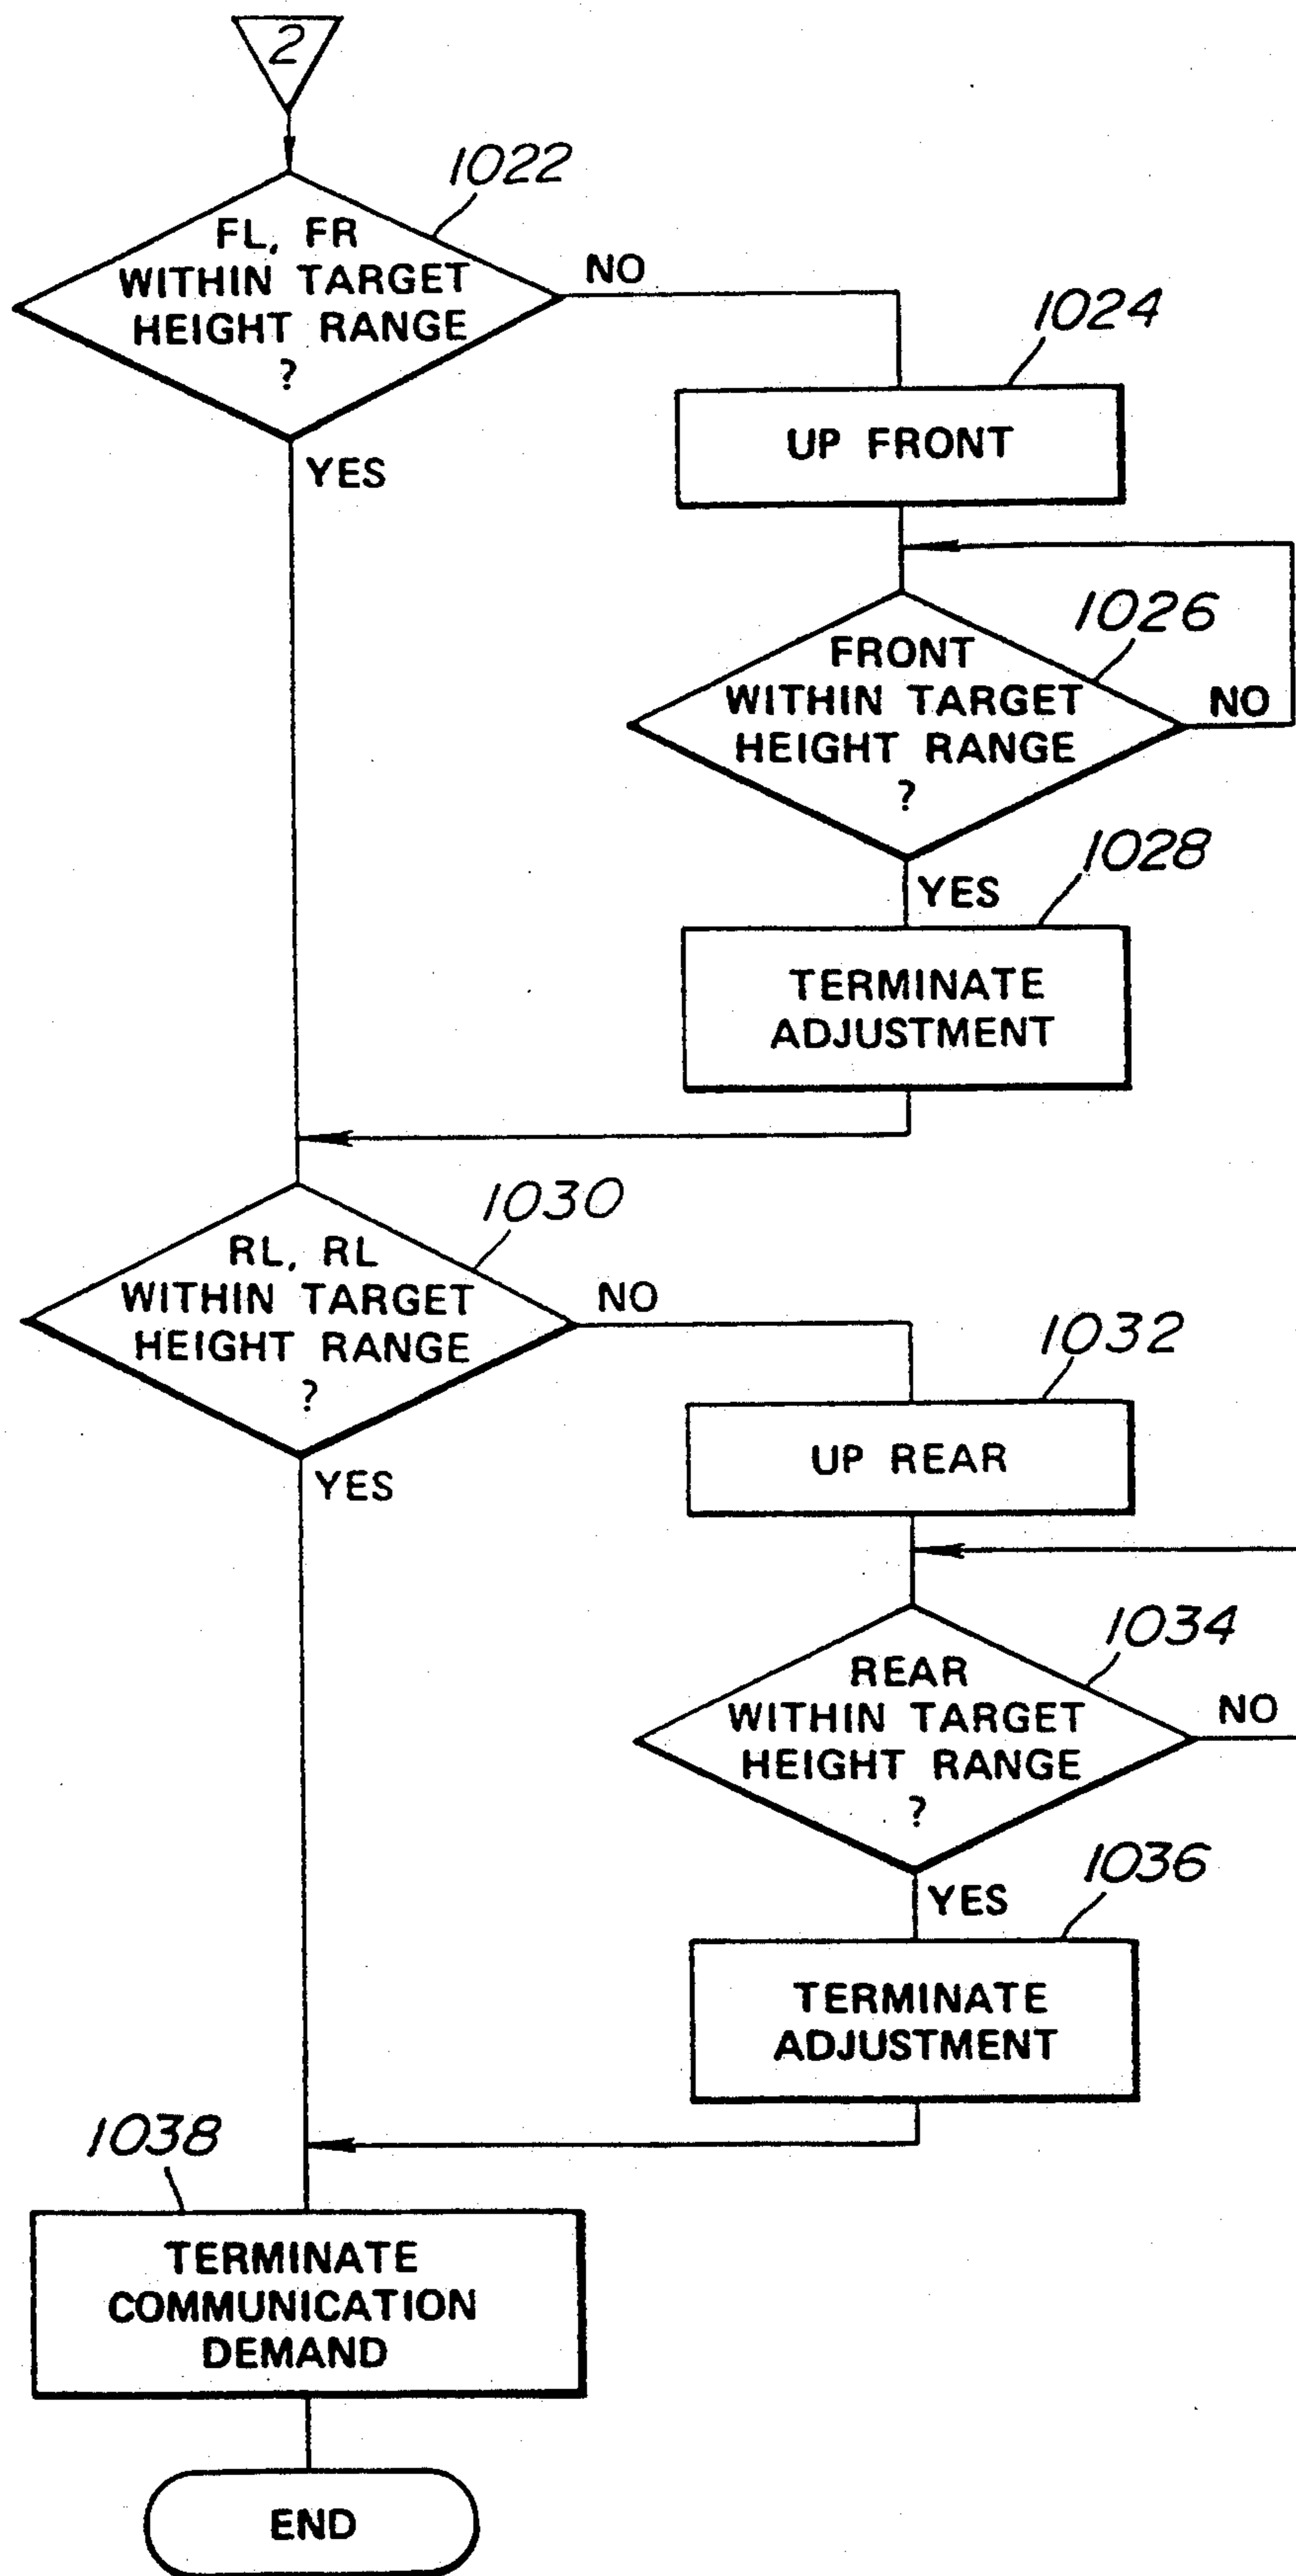 2
1022
FL, FR
WITHIN TARGET
HEIGHT RANGE
?
NO
YES
1024
UP FRONT
1026
FRONT
WITHIN TARGET
HEIGHT RANGE
?
NO
YES
1028
TERMINATE
ADJUSTMENT
1030
RL, RL
WITHIN TARGET
HEIGHT RANGE
?
NO
YES
1032
UP REAR
1034
REAR
WITHIN TARGET
HEIGHT RANGE
?
NO
YES
1036
TERMINATE
ADJUSTMENT
1038
TERMINATE
COMMUNICATION
DEMAND
END